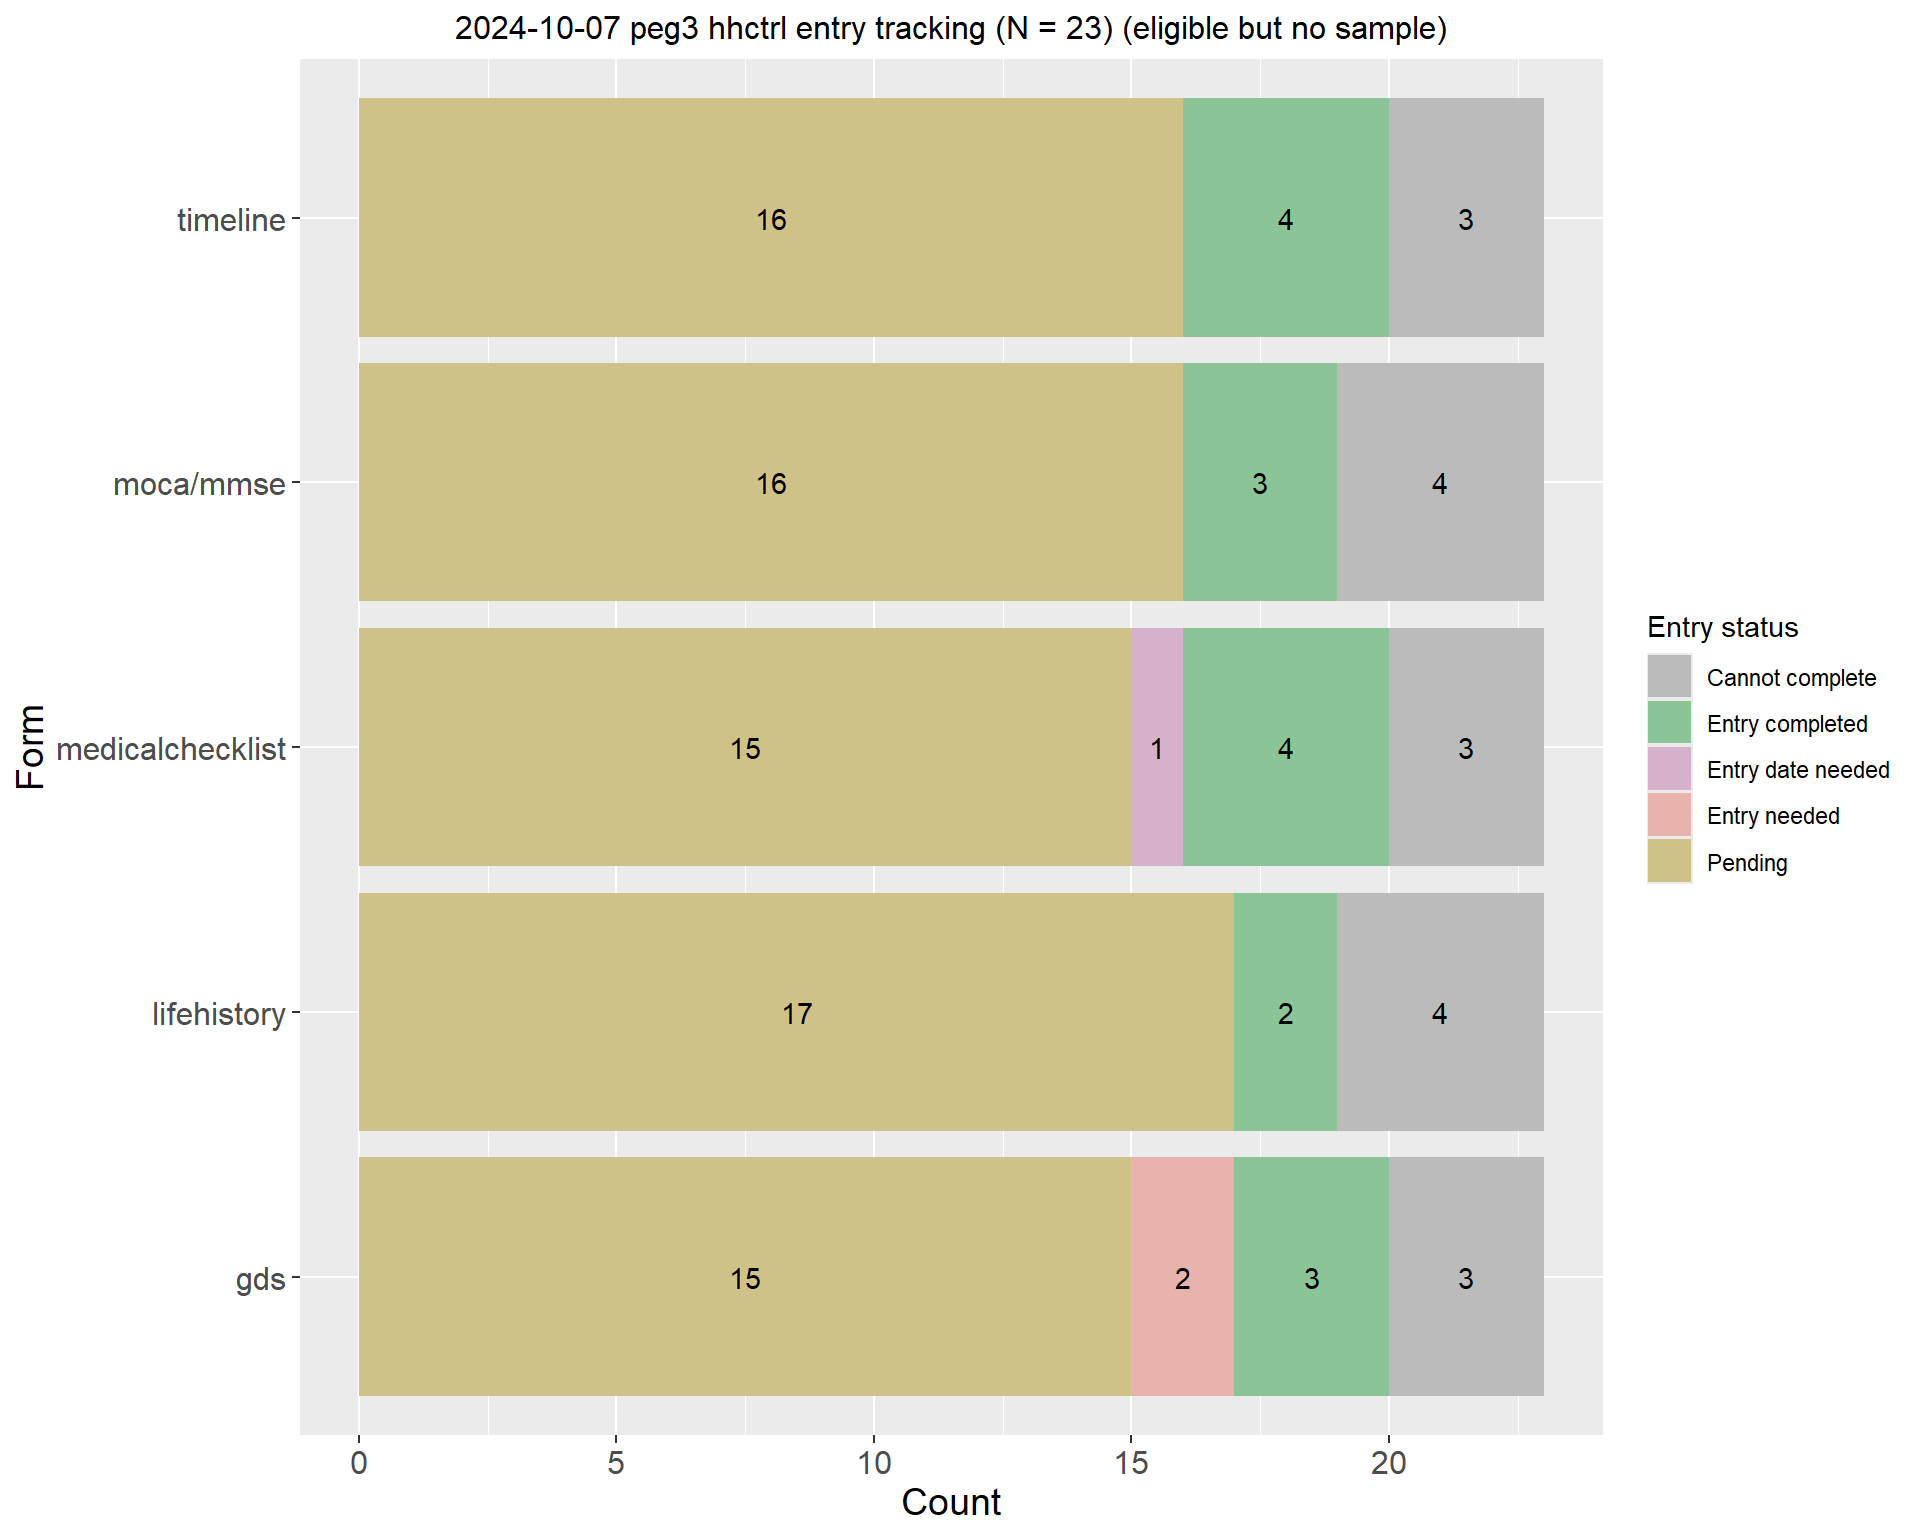 2024-10-07 peg3 hhctrl entry tracking (N = 23) (eligible but no sample)
timeline
16
4
3
moca/mmse
16
3
4
medicalchecklist
15
1
4
3
lifehistory
17
2
4
gds
15
2
3
3
Form
0
5
10
15
20
Count
Entry status
Cannot complete
Entry completed
Entry date needed
Entry needed
Pending